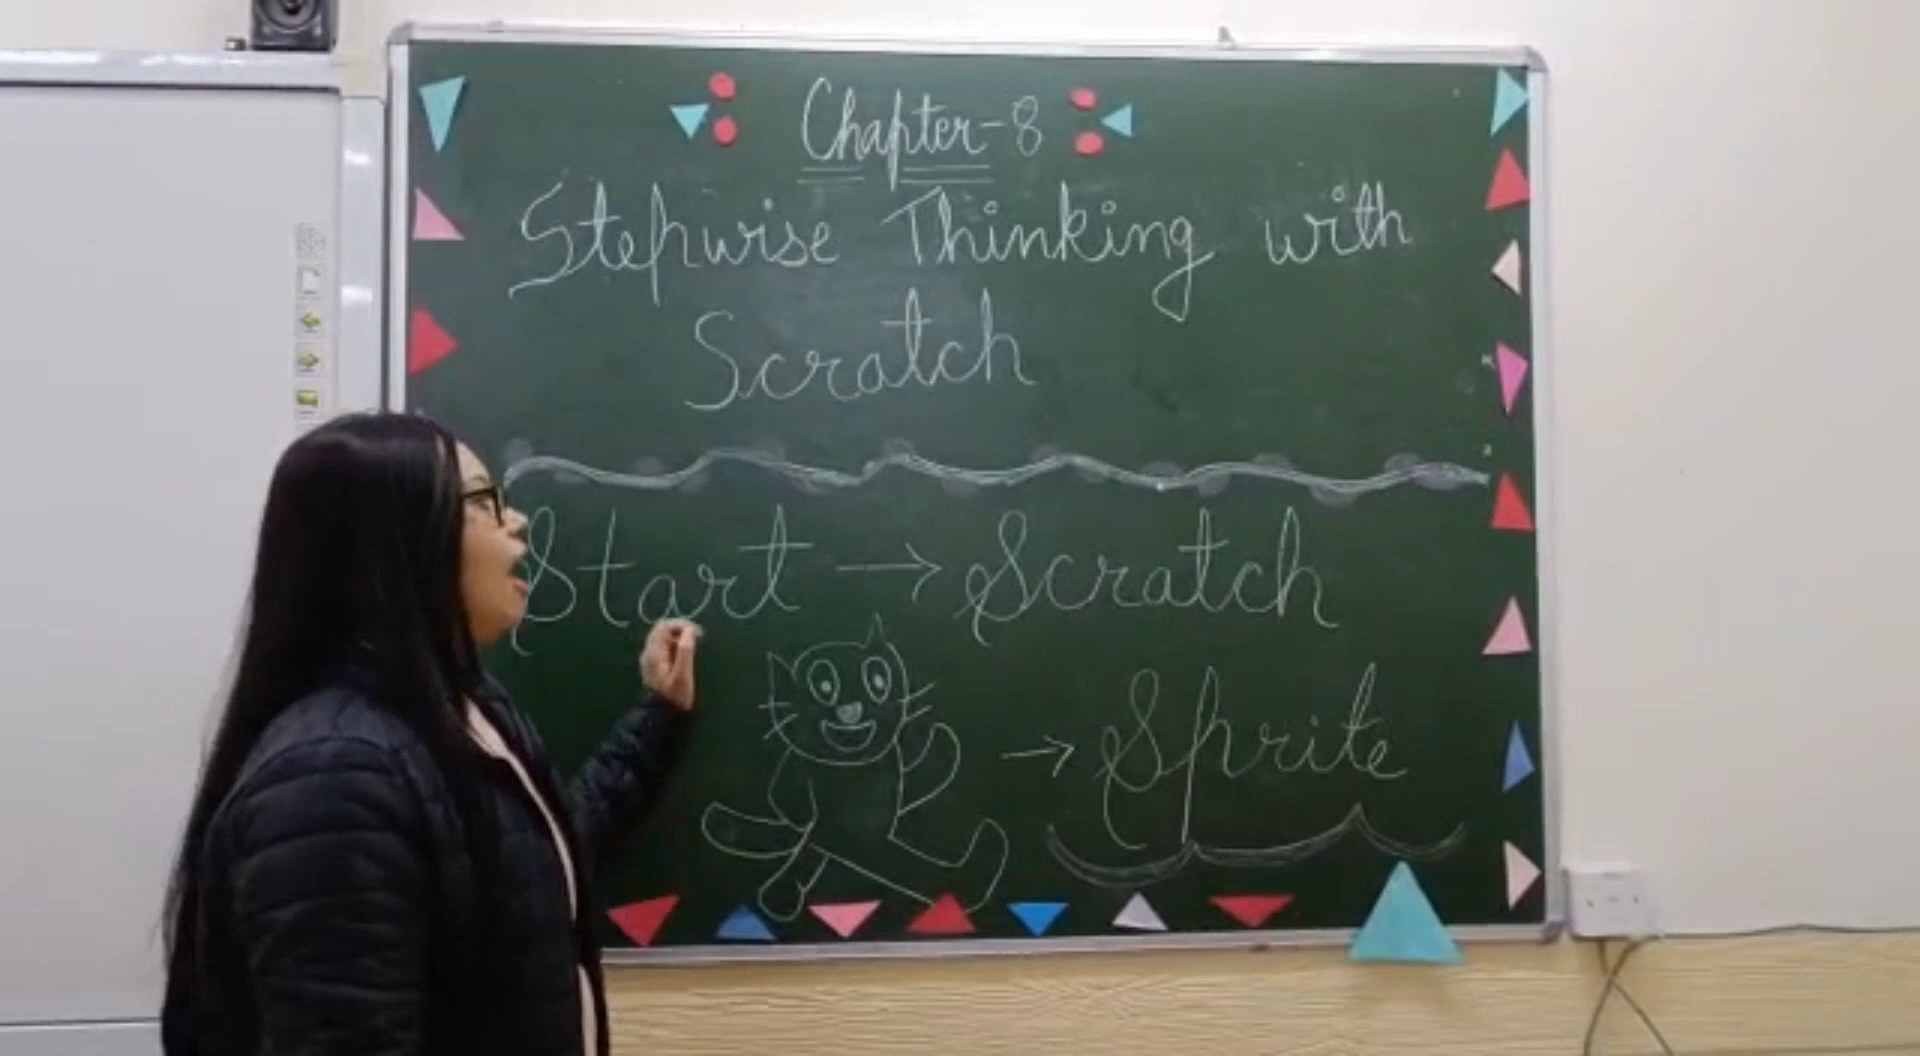 Chapter-8
Stepwise Thinking with
Scratch
Start → Scratch
→ Sprite